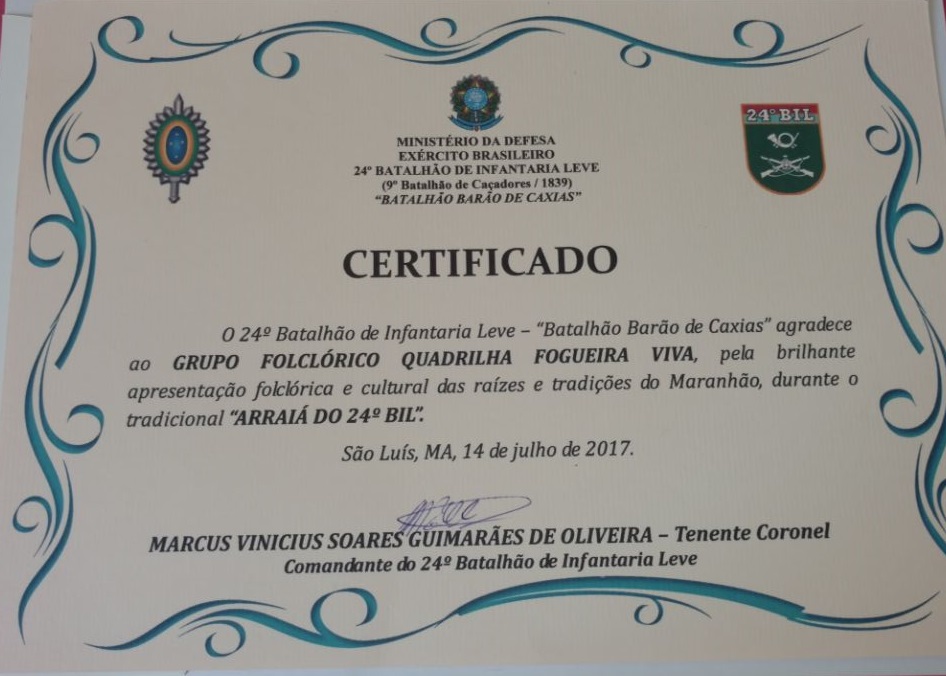 MINISTÉRIO DA DEFESA
EXÉRCITO BRASILEIRO
24º BATALHÃO DE INFANTARIA LEVE
(9º Batalhão de Caçadores / 1839)
"BATALHÃO BARÃO DE CAXIAS"
24º BIL
CERTIFICADO
O 24º Batalhão de Infantaria Leve – "Batalhão Barão de Caxias" agradece
ao GRUPO FOLCLÓRICO QUADRILHA FOGUEIRA VIVA, pela brilhante
apresentação folclórica e cultural das raízes e tradições do Maranhão, durante o
tradicional "ARRAIÁ DO 24º BIL".
São Luís, MA, 14 de julho de 2017.
MARCUS VINICIUS SOARES GUIMARÃES DE OLIVEIRA – Tenente Coronel
Comandante do 24º Batalhão de Infantaria Leve